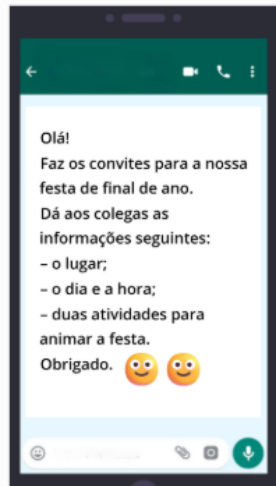 Olá!
Faz os convites para a nossa
festa de final de ano.
Dá aos colegas as
informações seguintes:
– o lugar;
– o dia e a hora;
– duas atividades para
animar a festa.
Obrigado.